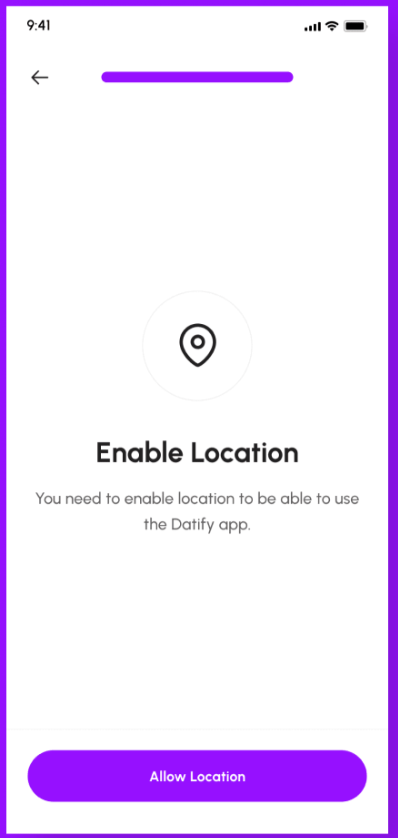 9:41
Enable Location
You need to enable location to be able to use
the Datify app.
Allow Location